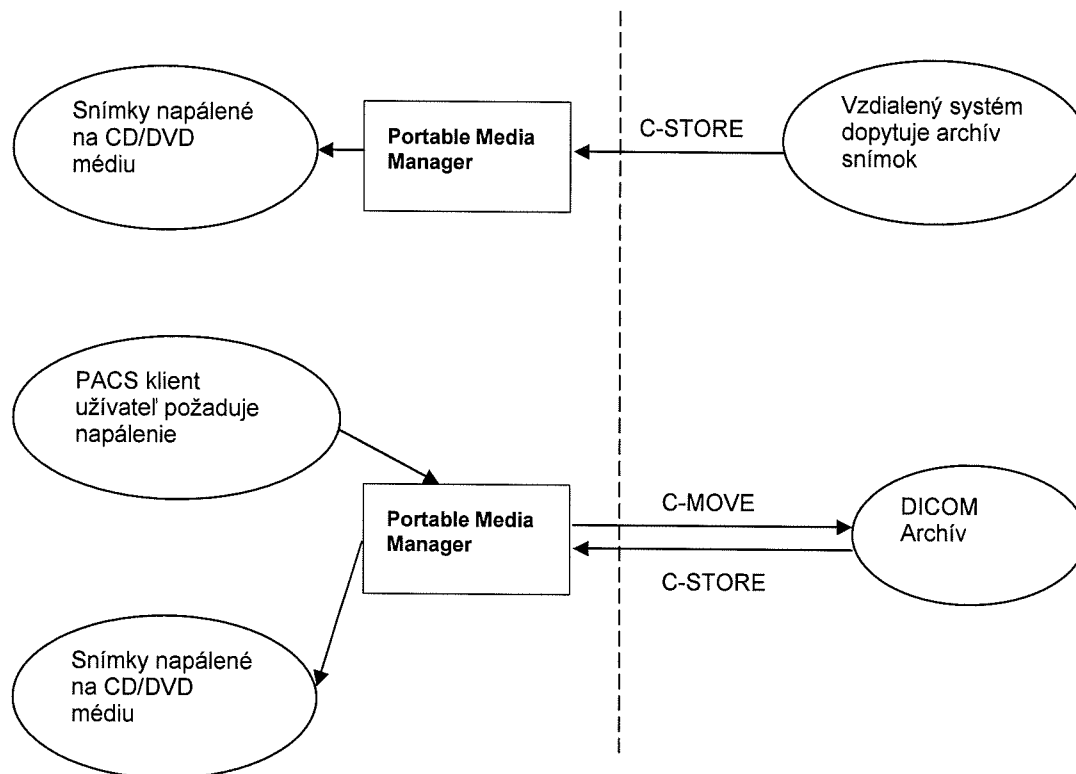 Snímky napálené
na CD/DVD
médiu
Portable Media
Manager
C-STORE
Vzdialený systém
dopytuje archív
snímok
PACS klient
užívateľ požaduje
napálenie
Portable Media
Manager
C-MOVE
C-STORE
DICOM
Archív
Snímky napálené
na CD/DVD
médiu